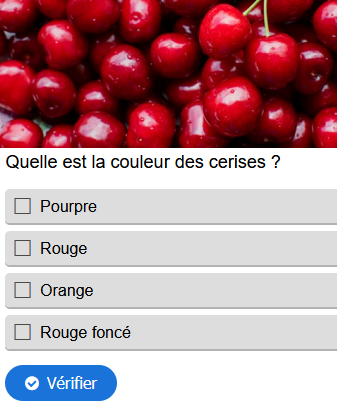 Quelle est la couleur des cerises ?
Pourpre
Rouge
Orange
Rouge foncé
Vérifier